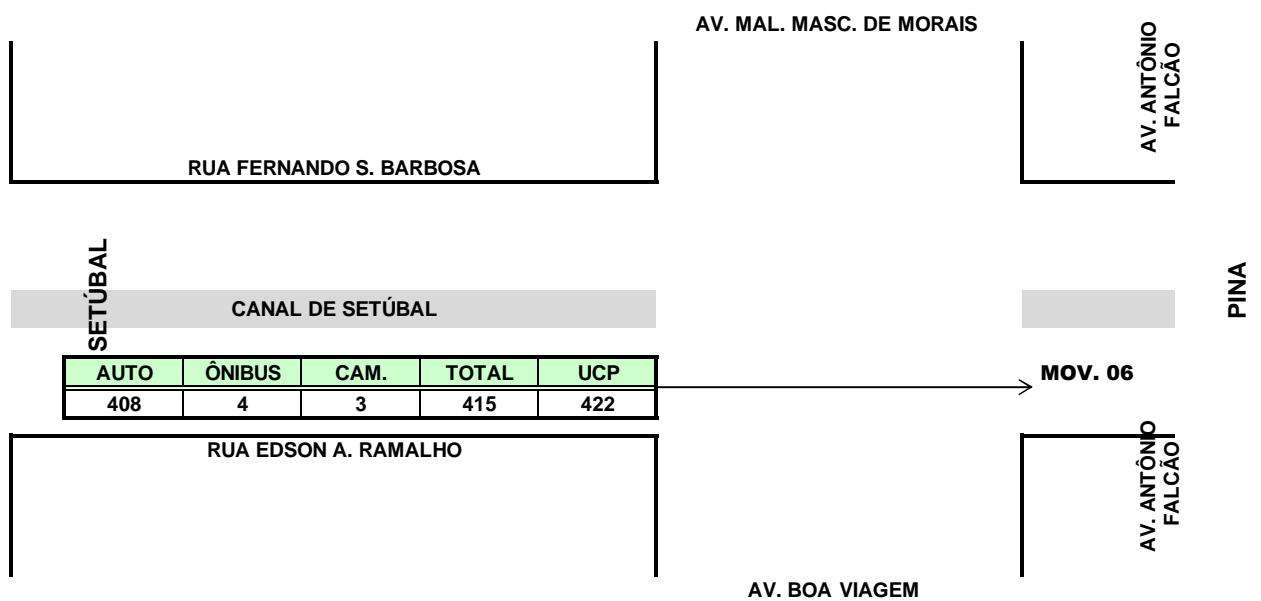 AV. MAL. MASC. DE MORAIS
AV. ANTÔNIO
FALCÃO
RUA FERNANDO S. BARBOSA
SETÚBAL
CANAL DE SETÚBAL
PINA
AUTO ÔNIBUS CAM. TOTAL UCP
408 4 3 415 422
MOV. 06
RUA EDSON A. RAMALHO
AV. ANTÔNIO
FALCÃO
AV. BOA VIAGEM